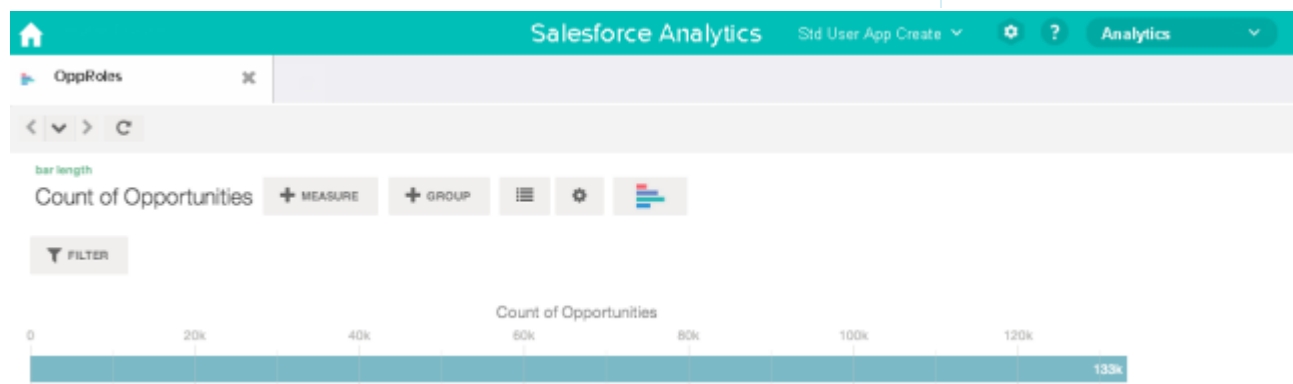 Salesforce Analytics Std User App Create ? Analytics
OppRoles
bar length
Count of Opportunities + MEASURE + GROUP
FILTER
Count of Opportunities
0 20k 40k 60k 80k 100k 120k
133k